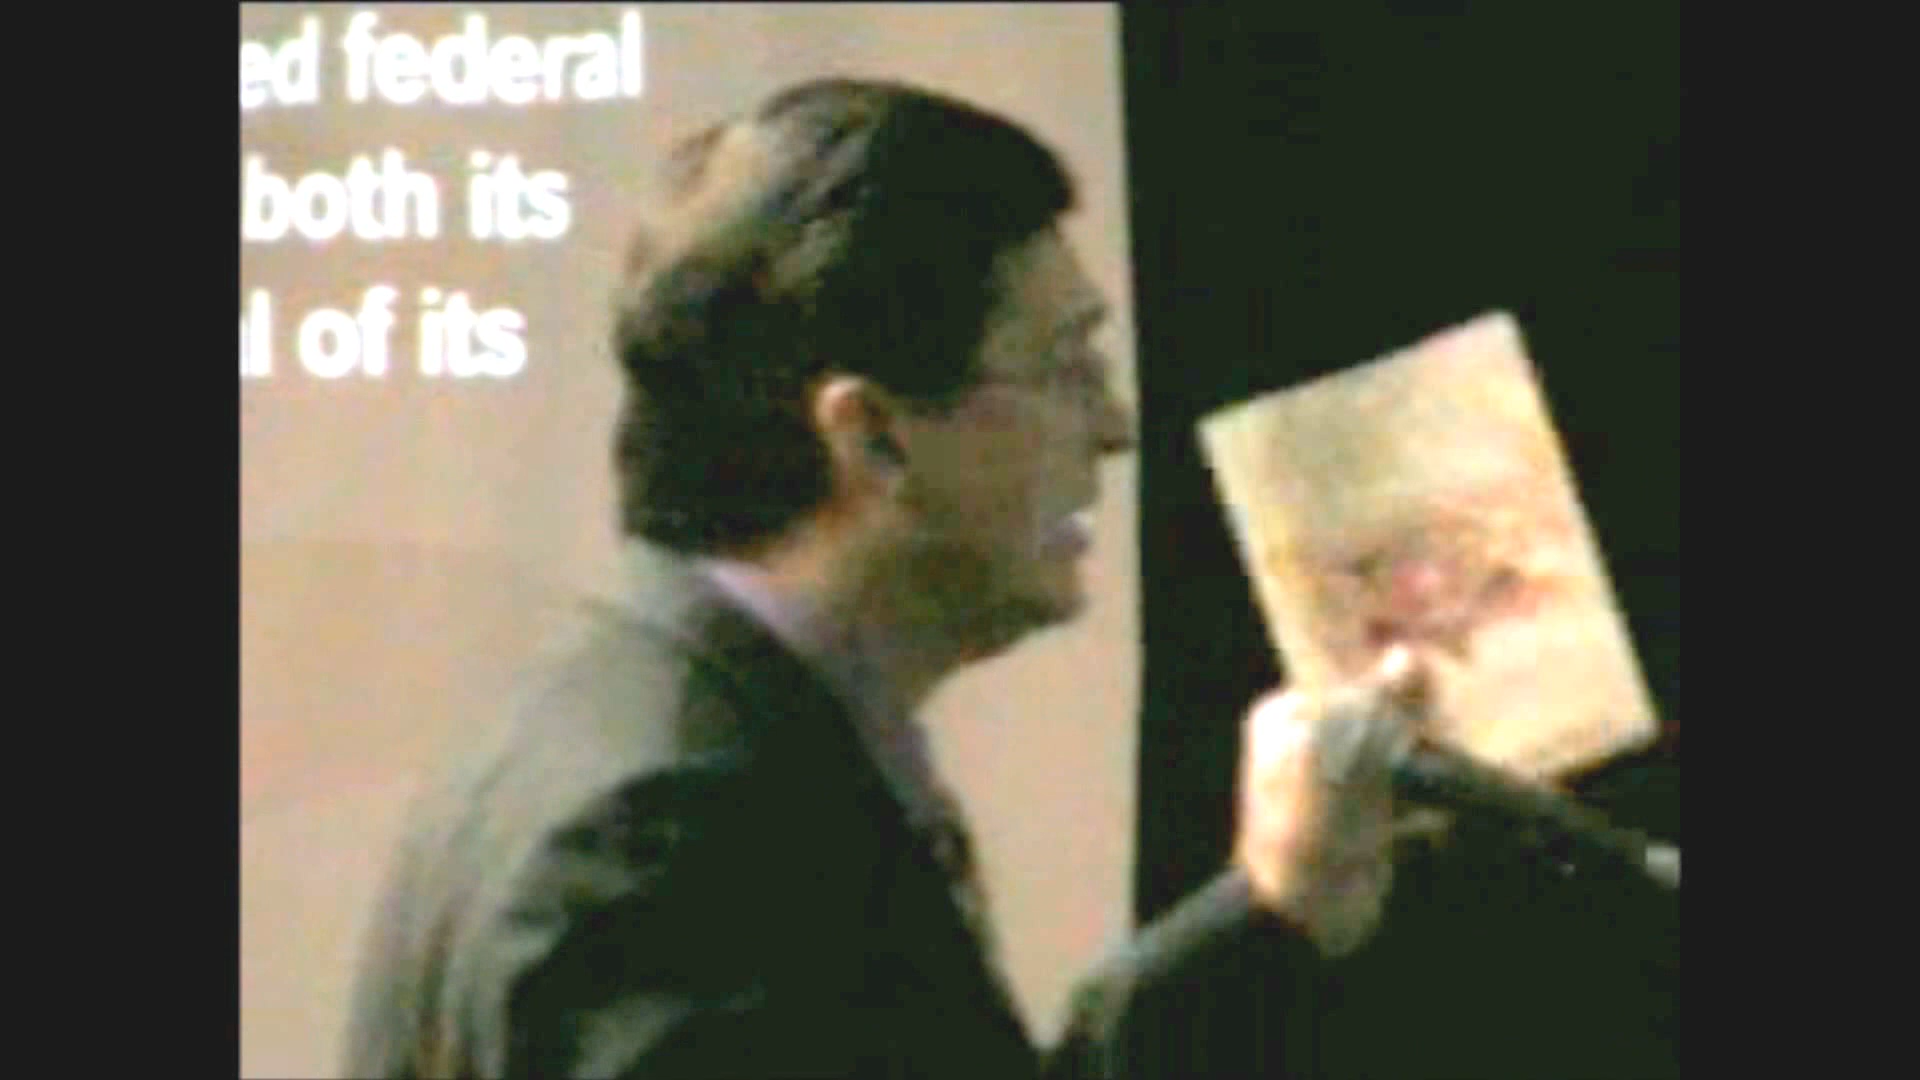 ed federal
both its
l of its